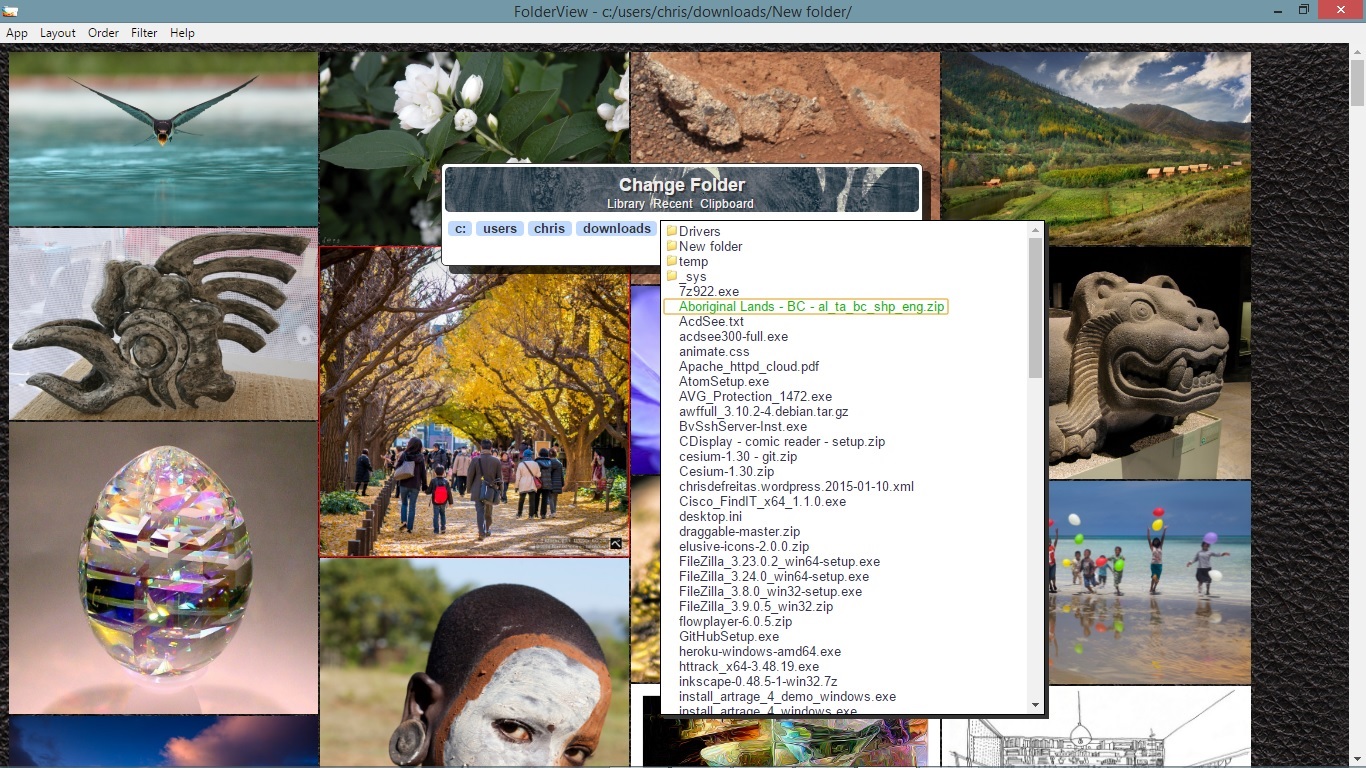 FolderView - c:/users/chris/downloads/New folder/
App Layout Order Filter Help
Change Folder
Library Recent Clipboard
c: users chris downloads
Drivers
New folder
temp
_sys
7z922.exe
Aboriginal Lands - BC - al_ta_bc_shp_eng.zip
AcdSee.txt
acdsee300-full.exe
animate.css
Apache_httpd_cloud.pdf
AtomSetup.exe
AVG_Protection_1472.exe
awffull_3.10.2-4.debian.tar.gz
BvSshServer-Inst.exe
CDisplay - comic reader - setup.zip
cesium-1.30 - git.zip
Cesium-1.30.zip
chrisdefreitas.wordpress.2015-01-10.xml
Cisco_FindIT_x64_1.1.0.exe
desktop.ini
draggable-master.zip
elusive-icons-2.0.0.zip
FileZilla_3.23.0.2_win64-setup.exe
FileZilla_3.24.0_win64-setup.exe
FileZilla_3.8.0_win32-setup.exe
FileZilla_3.9.0.5_win32.zip
flowplayer-6.0.5.zip
GitHubSetup.exe
heroku-windows-amd64.exe
httrack_x64-3.48.19.exe
inkscape-0.48.5-1-win32.7z
install_artrage_4_demo_windows.exe
install_artrage_4_windows.exe